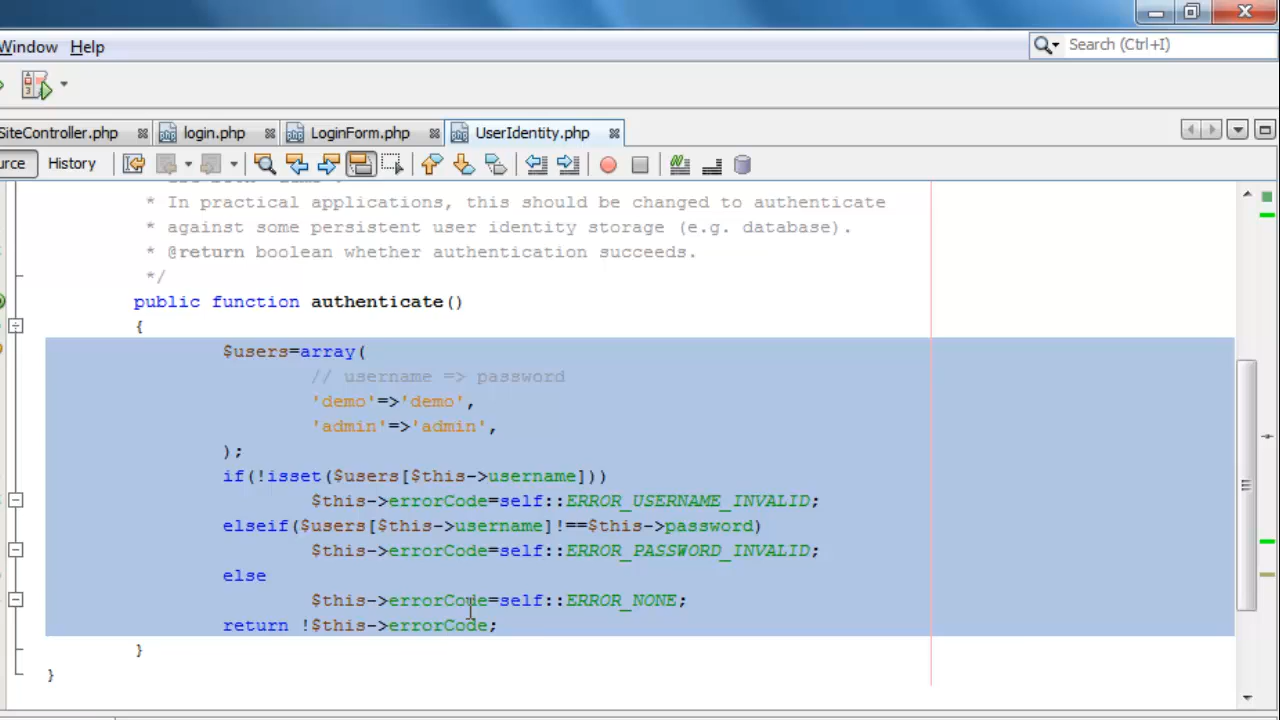 Window Help
Search (Ctrl+I)
SiteController.php login.php LoginForm.php UserIdentity.php
urce History
* In practical applications, this should be changed to authenticate
* against some persistent user identity storage (e.g. database).
* @return boolean whether authentication succeeds.
*/
public function authenticate()
{
$users=array(
// username => password
'demo'=>'demo',
'admin'=>'admin',
);
if(!isset($users[$this->username]))
$this->errorCode=self::ERROR_USERNAME_INVALID;
elseif($users[$this->username]!==$this->password)
$this->errorCode=self::ERROR_PASSWORD_INVALID;
else
$this->errorCode=self::ERROR_NONE;
return !$this->errorCode;
}
}